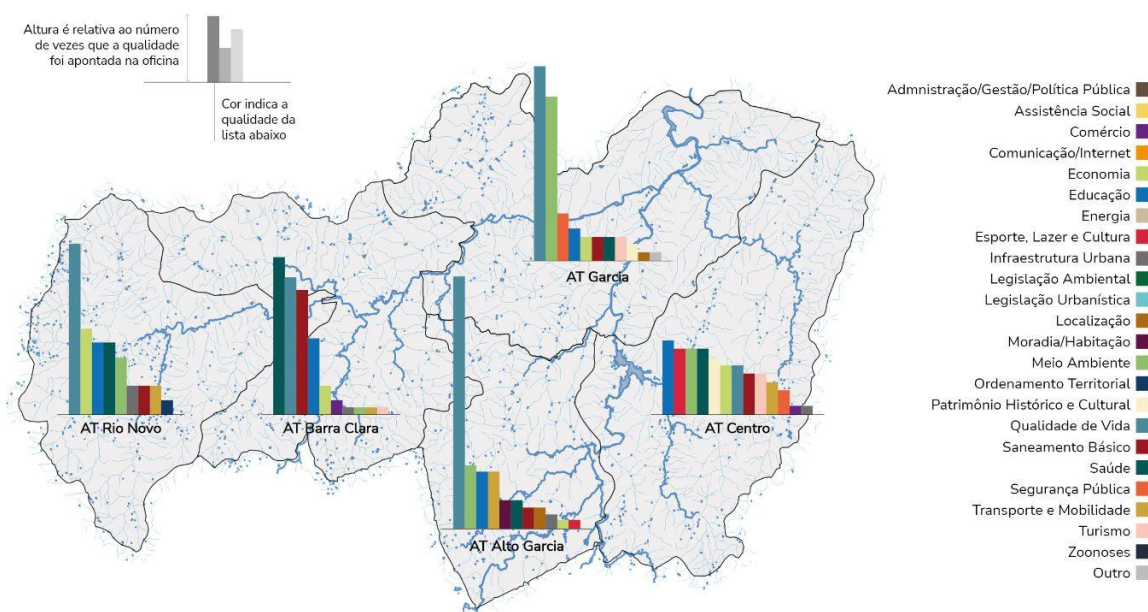 Altura é relativa ao número
de vezes que a qualidade
foi apontada na oficina
Cor indica a
qualidade da
lista abaixo
AT Garcia
AT Rio Novo
AT Barra Clara
AT Centro
AT Alto Garcia
Admnistração/Gestão/Política Pública
Assistência Social
Comércio
Comunicação/Internet
Economia
Educação
Energia
Esporte, Lazer e Cultura
Infraestrutura Urbana
Legislação Ambiental
Legislação Urbanística
Localização
Moradia/Habitação
Meio Ambiente
Ordenamento Territorial
Patrimônio Histórico e Cultural
Qualidade de Vida
Saneamento Básico
Saúde
Segurança Pública
Transporte e Mobilidade
Turismo
Zoonoses
Outro